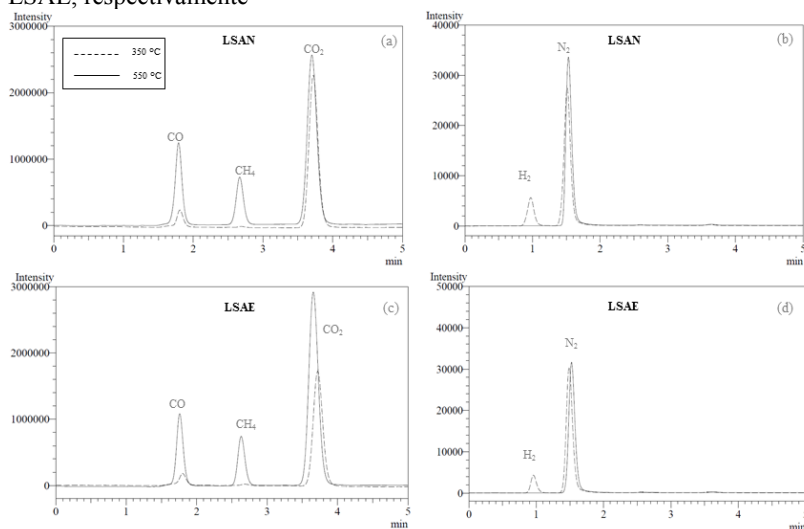 LSAE, respectivamente
Intensity
3000000
2000000
1000000
0
0 1 2 3 4 5
min
350 °C
550 °C
LSAN
(a)
CO
CH₄
CO₂
40000
30000
20000
10000
0
0 1 2 3 4 5
min
LSAN
(b)
H₂
N₂
Intensity
3000000
2000000
1000000
0
0 1 2 3 4 5
min
LSAE
(c)
CO
CH₄
CO₂
Intensity
50000
40000
30000
20000
10000
0
0 1 2 3 4 5
min
LSAE
(d)
H₂
N₂